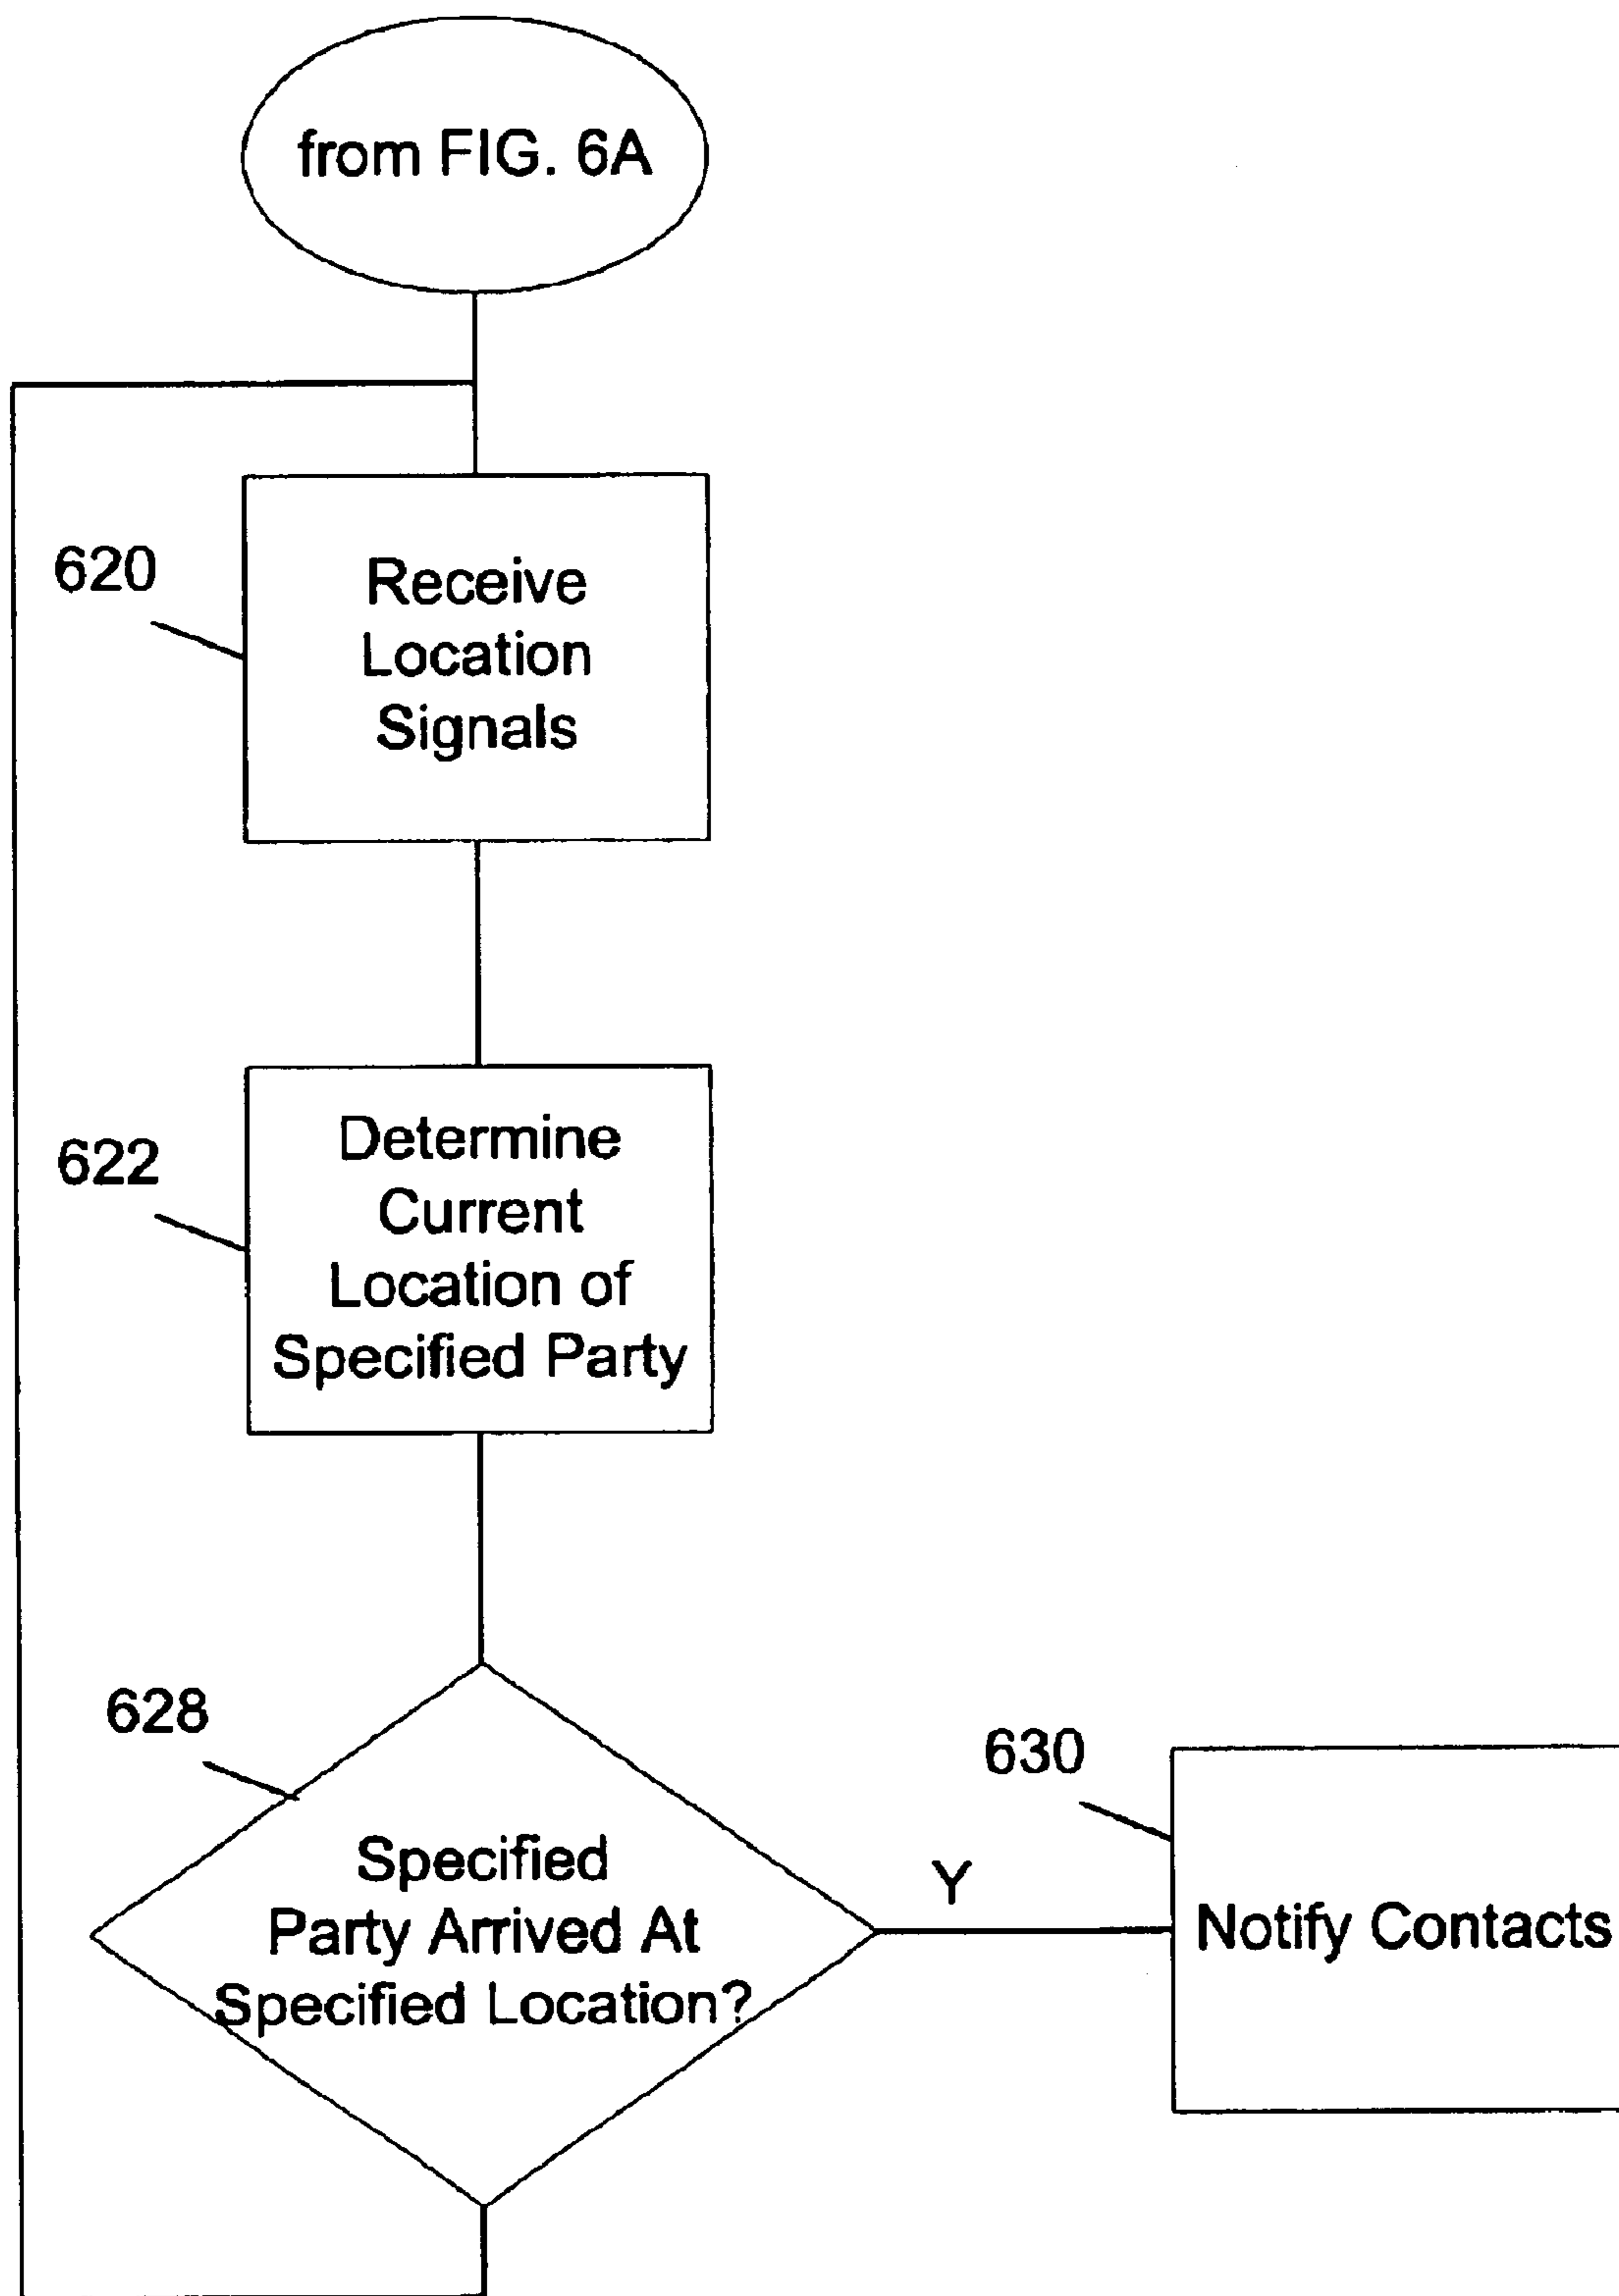 from FIG. 6A
620
Receive
Location
Signals
622
Determine
Current
Location of
Specified Party
628
Specified
Party Arrived At
Specified Location?
Y
630
Notify Contacts